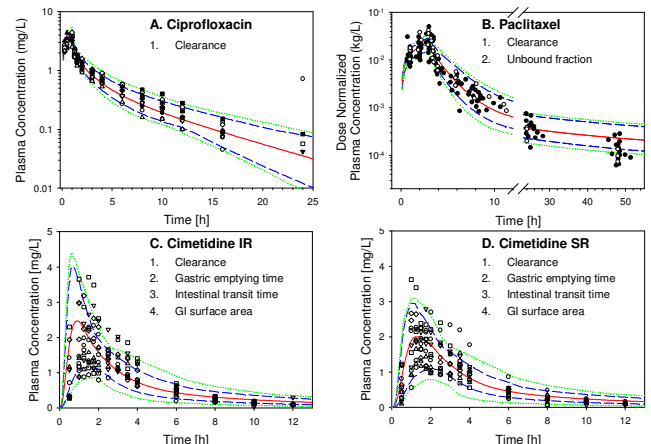 A. Ciprofloxacin
1. Clearance
Plasma Concentration (mg/L)
10
1
0.1
0.01
0 5 10 15 20 25
Time [h]
B. Paclitaxel
1. Clearance
2. Unbound fraction
Dose Normalized
Plasma Concentration (kg/L)
10-1
10-2
10-3
10-4
0 10 30 40 50
Time [h]
C. Cimetidine IR
1. Clearance
2. Gastric emptying time
3. Intestinal transit time
4. GI surface area
Plasma Concentration [mg/L]
5
4
3
2
1
0
0 2 4 6 8 10 12
Time [h]
D. Cimetidine SR
1. Clearance
2. Gastric emptying time
3. Intestinal transit time
4. GI surface area
Plasma Concentration [mg/L]
5
4
3
2
1
0
0 2 4 6 8 10 12
Time [h]